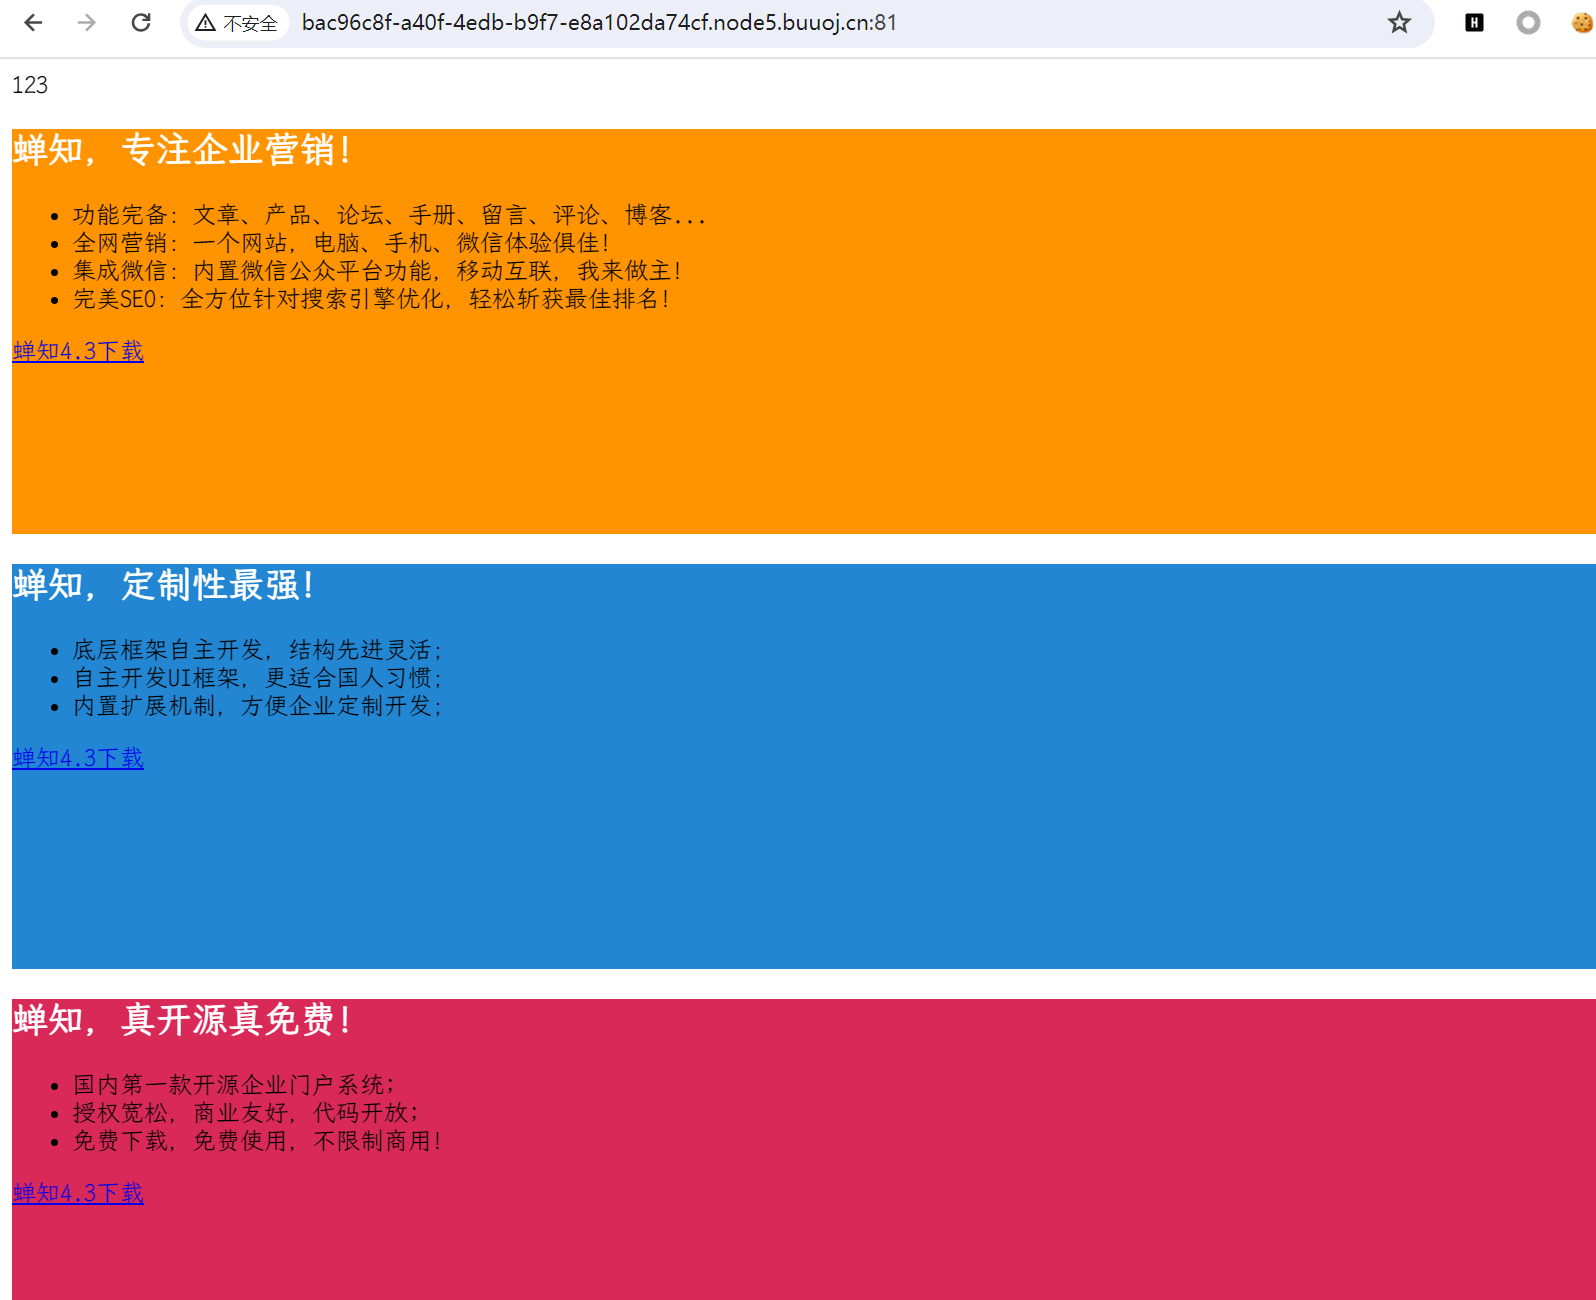 不安全 bac96c8f-a40f-4edb-b9f7-e8a102da74cf.node5.buuoj.cn:81
H
123
蝉知，专注企业营销！
• 功能完备：文章、产品、论坛、手册、留言、评论、博客...
• 全网营销：一个网站，电脑、手机、微信体验俱佳！
• 集成微信：内置微信公众平台功能，移动互联，我来做主！
• 完美SEO：全方位针对搜索引擎优化，轻松斩获最佳排名！
蝉知4.3下载
蝉知，定制性最强！
• 底层框架自主开发，结构先进灵活；
• 自主开发UI框架，更适合国人习惯；
• 内置扩展机制，方便企业定制开发；
蝉知4.3下载
蝉知，真开源真免费！
• 国内第一款开源企业门户系统；
• 授权宽松，商业友好，代码开放；
• 免费下载，免费使用，不限制商用！
蝉知4.3下载